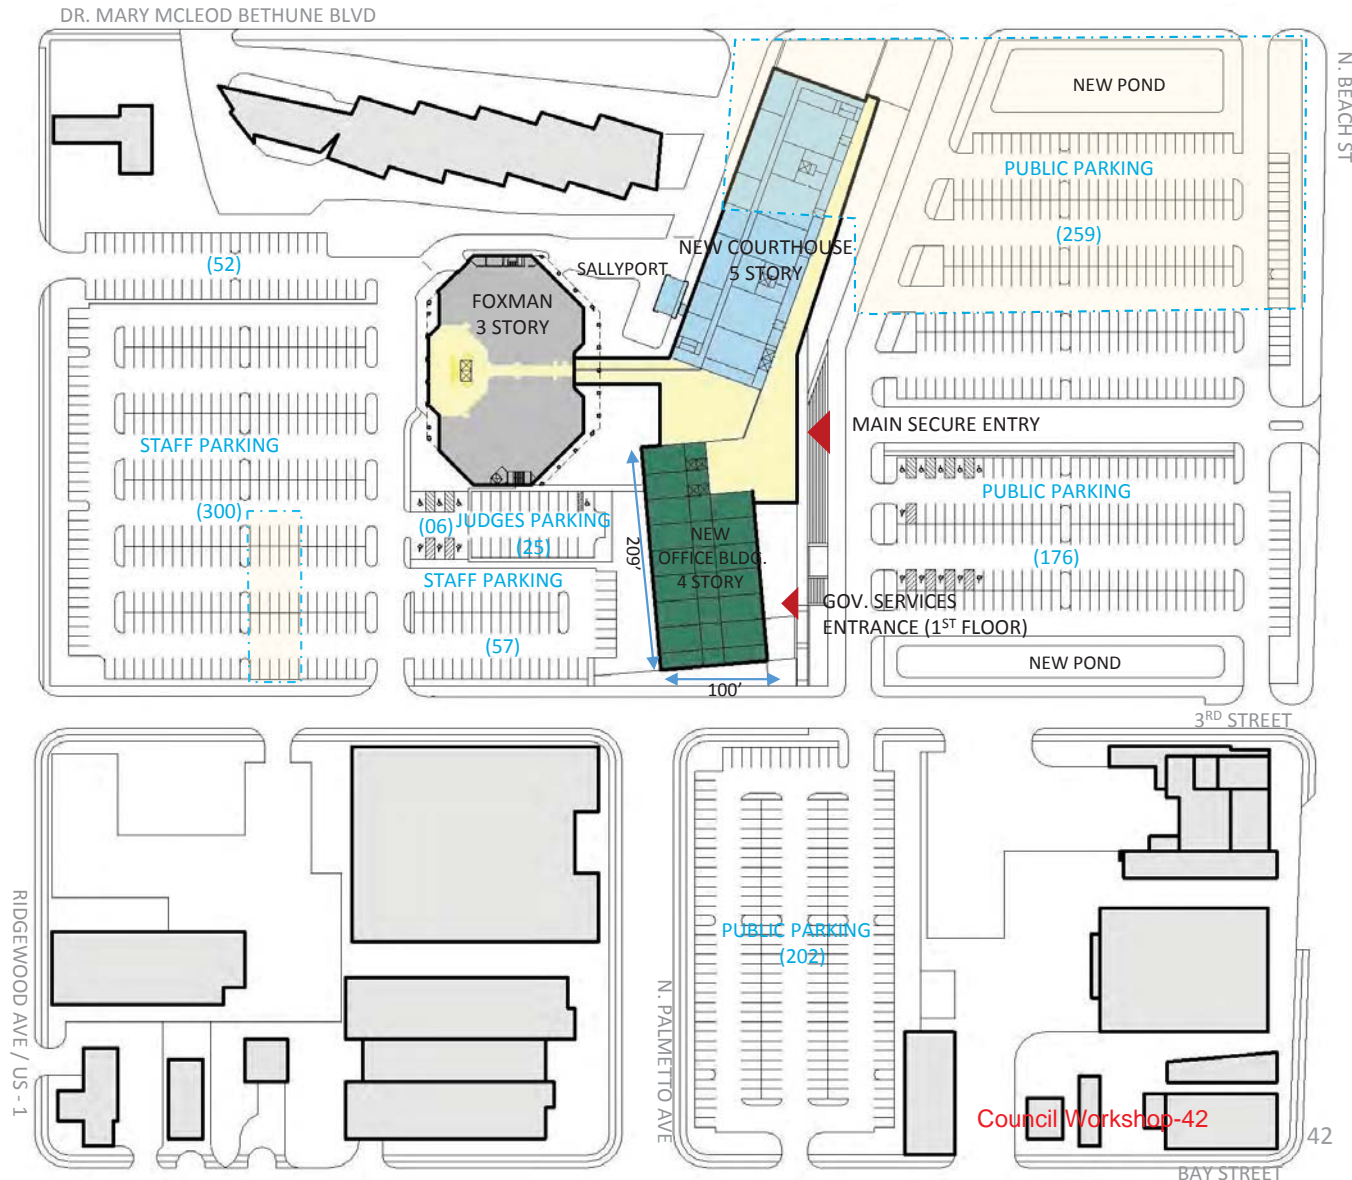 DR. MARY MCLEOD BETHUNE BLVD
N. BEACH ST
NEW POND
PUBLIC PARKING
(259)
(52)
SALLYPORT
NEW COURTHOUSE
5 STORY
FOXMAN
3 STORY
MAIN SECURE ENTRY
STAFF PARKING
(300)
PUBLIC PARKING
(176)
(06)
JUDGES PARKING
(25)
STAFF PARKING
(57)
209'
NEW
OFFICE BLDG.
4 STORY
GOV. SERVICES
ENTRANCE (1ST FLOOR)
NEW POND
100'
3RD STREET
PUBLIC PARKING
(202)
RIDGEWOOD AVE / US - 1
N. PALMETTO AVE
Council Workshop-42
42
BAY STREET